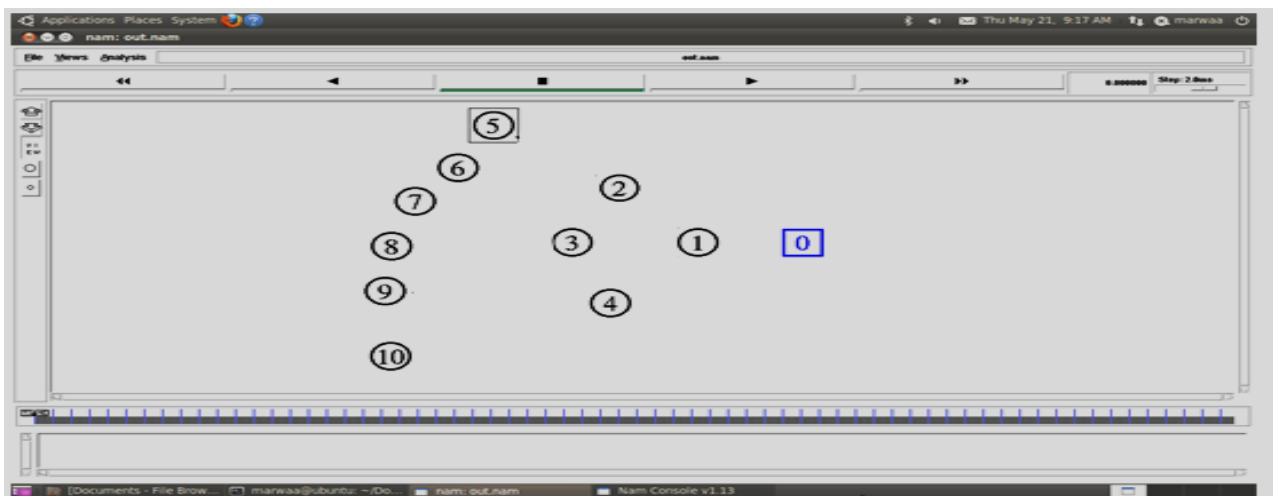 Applications Places System Thu May 21, 9:17 AM marwaa
nam: out.nam
File Views Analysis out.nam
0.000000 Step: 2.0ms
5
6
2
7
8 3 1 0
9
4
10
[Documents - File Brow... marwaa@ubuntu: ~/Do... nam: out.nam Nam Console v1.13